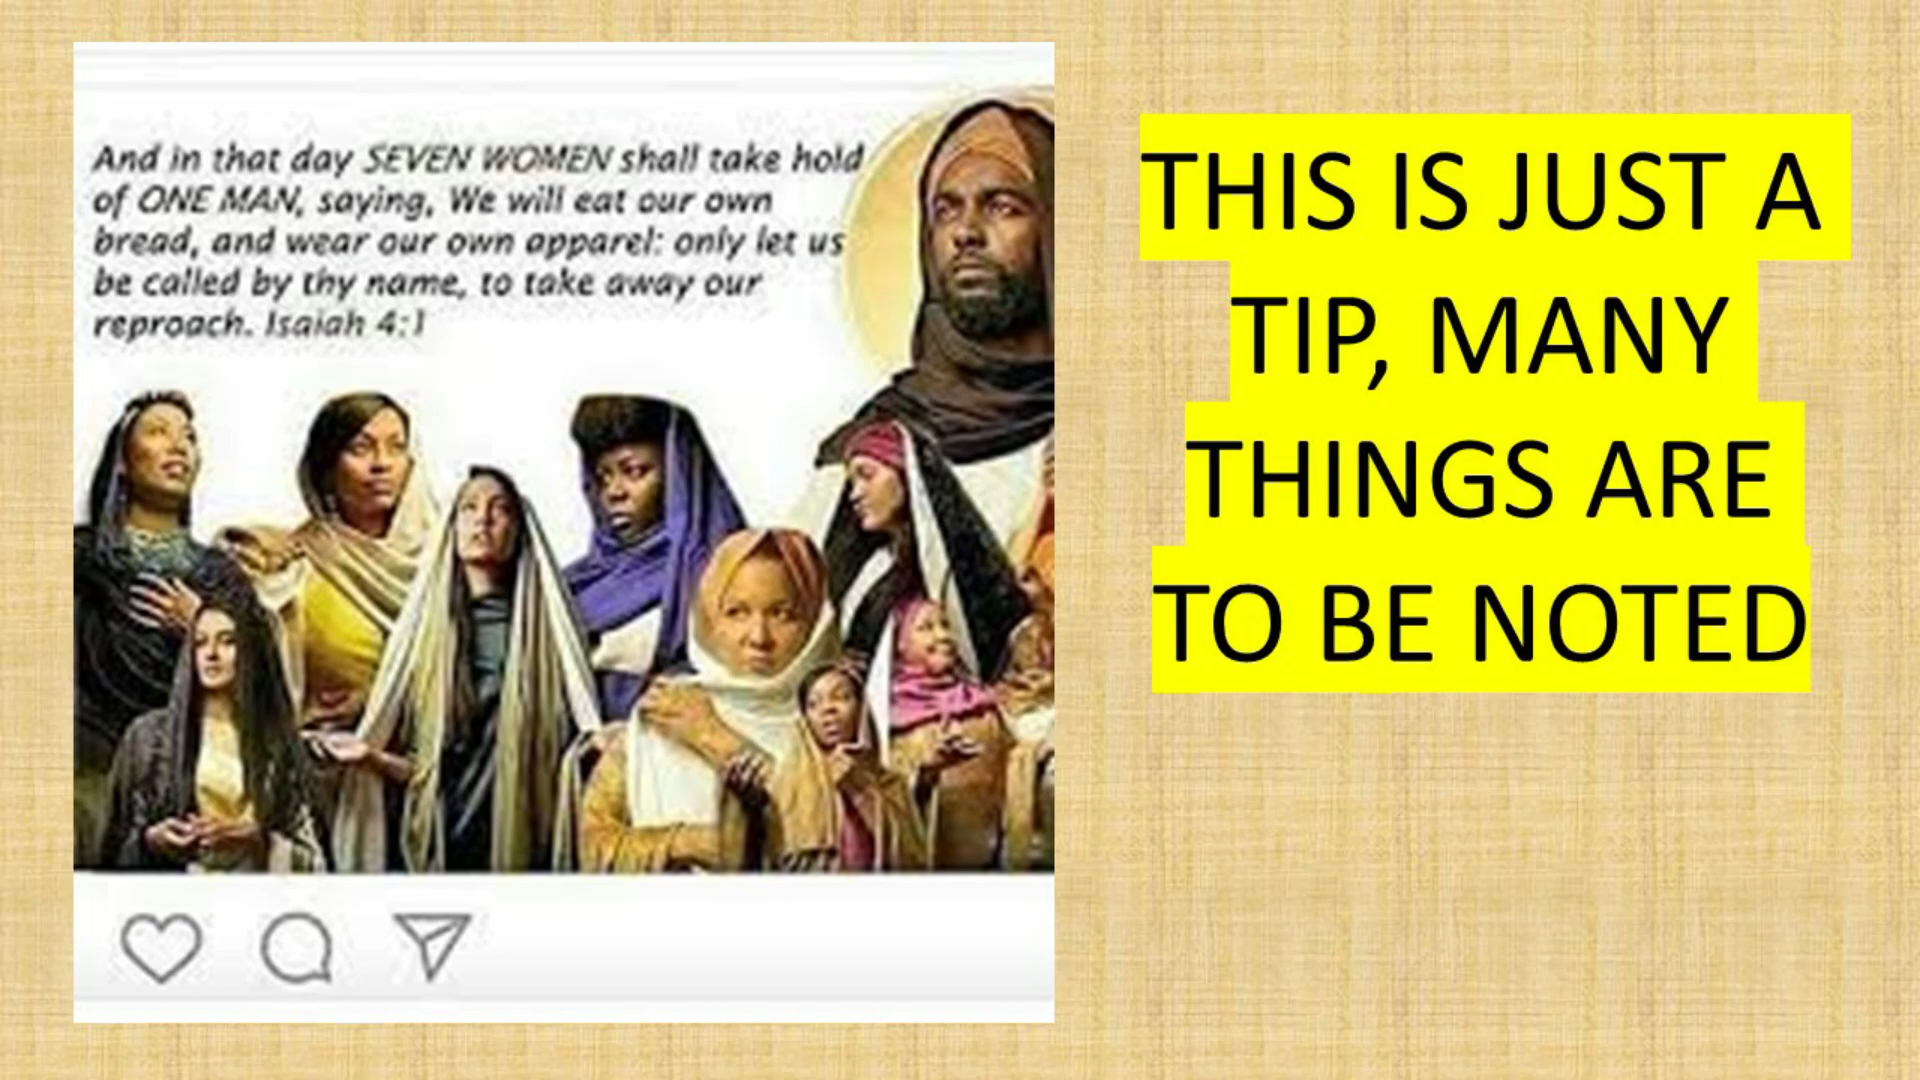 And in that day SEVEN WOMEN shall take hold
of ONE MAN, saying, We will eat our own
bread, and wear our own apparel: only let us
be called by thy name, to take away our
reproach. Isaiah 4:1
THIS IS JUST A
TIP, MANY
THINGS ARE
TO BE NOTED